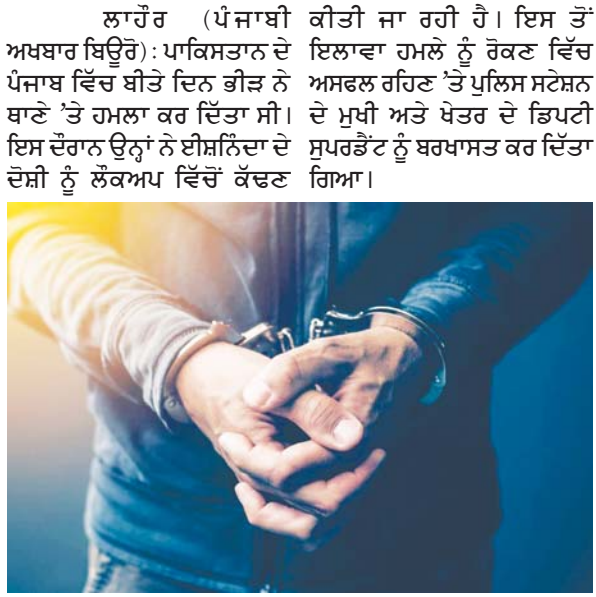 ਲਾਹੌਰ (ਪੰਜਾਬੀ
ਅਖਬਾਰ ਬਿਊਰੋ): ਪਾਕਿਸਤਾਨ ਦੇ
ਪੰਜਾਬ ਵਿੱਚ ਬੀਤੇ ਦਿਨ ਭੀੜ ਨੇ
ਥਾਣੇ ’ਤੇ ਹਮਲਾ ਕਰ ਦਿੱਤਾ ਸੀ।
ਇਸ ਦੌਰਾਨ ਉਨ੍ਹਾਂ ਨੇ ਈਸ਼ਨਿੰਦਾ ਦੇ
ਦੋਸ਼ੀ ਨੂੰ ਲੌਕਅਪ ਵਿੱਚੋਂ ਕੱਢਣ
ਕੀਤੀ ਜਾ ਰਹੀ ਹੈ। ਇਸ ਤੋਂ
ਇਲਾਵਾ ਹਮਲੇ ਨੂੰ ਰੋਕਣ ਵਿੱਚ
ਅਸਫਲ ਰਹਿਣ ’ਤੇ ਪੁਲਿਸ ਸਟੇਸ਼ਨ
ਦੇ ਮੁਖੀ ਅਤੇ ਖੇਤਰ ਦੇ ਡਿਪਟੀ
ਸੁਪਰਡੈਂਟ ਨੂੰ ਬਰਖਾਸਤ ਕਰ ਦਿੱਤਾ
ਗਿਆ।